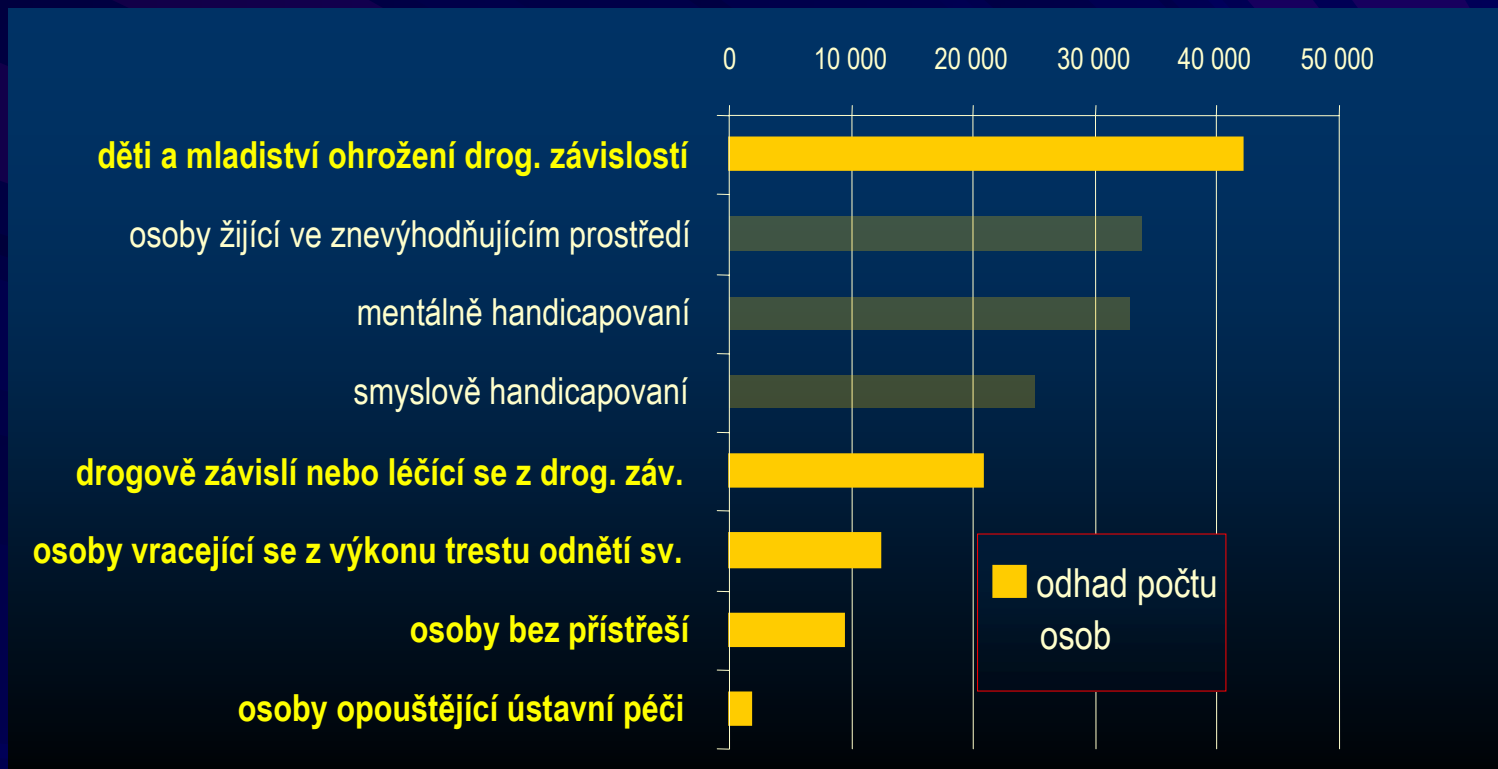 0 10 000 20 000 30 000 40 000 50 000
děti a mladiství ohrožení drog. závislostí
osoby žijící ve znevýhodňujícím prostředí
mentálně handicapovaní
smyslově handicapovaní
drogově závislí nebo léčící se z drog. záv.
osoby vracející se z výkonu trestu odnětí sv.
osoby bez přístřeší
osoby opouštějící ústavní péči
odhad počtu
osob